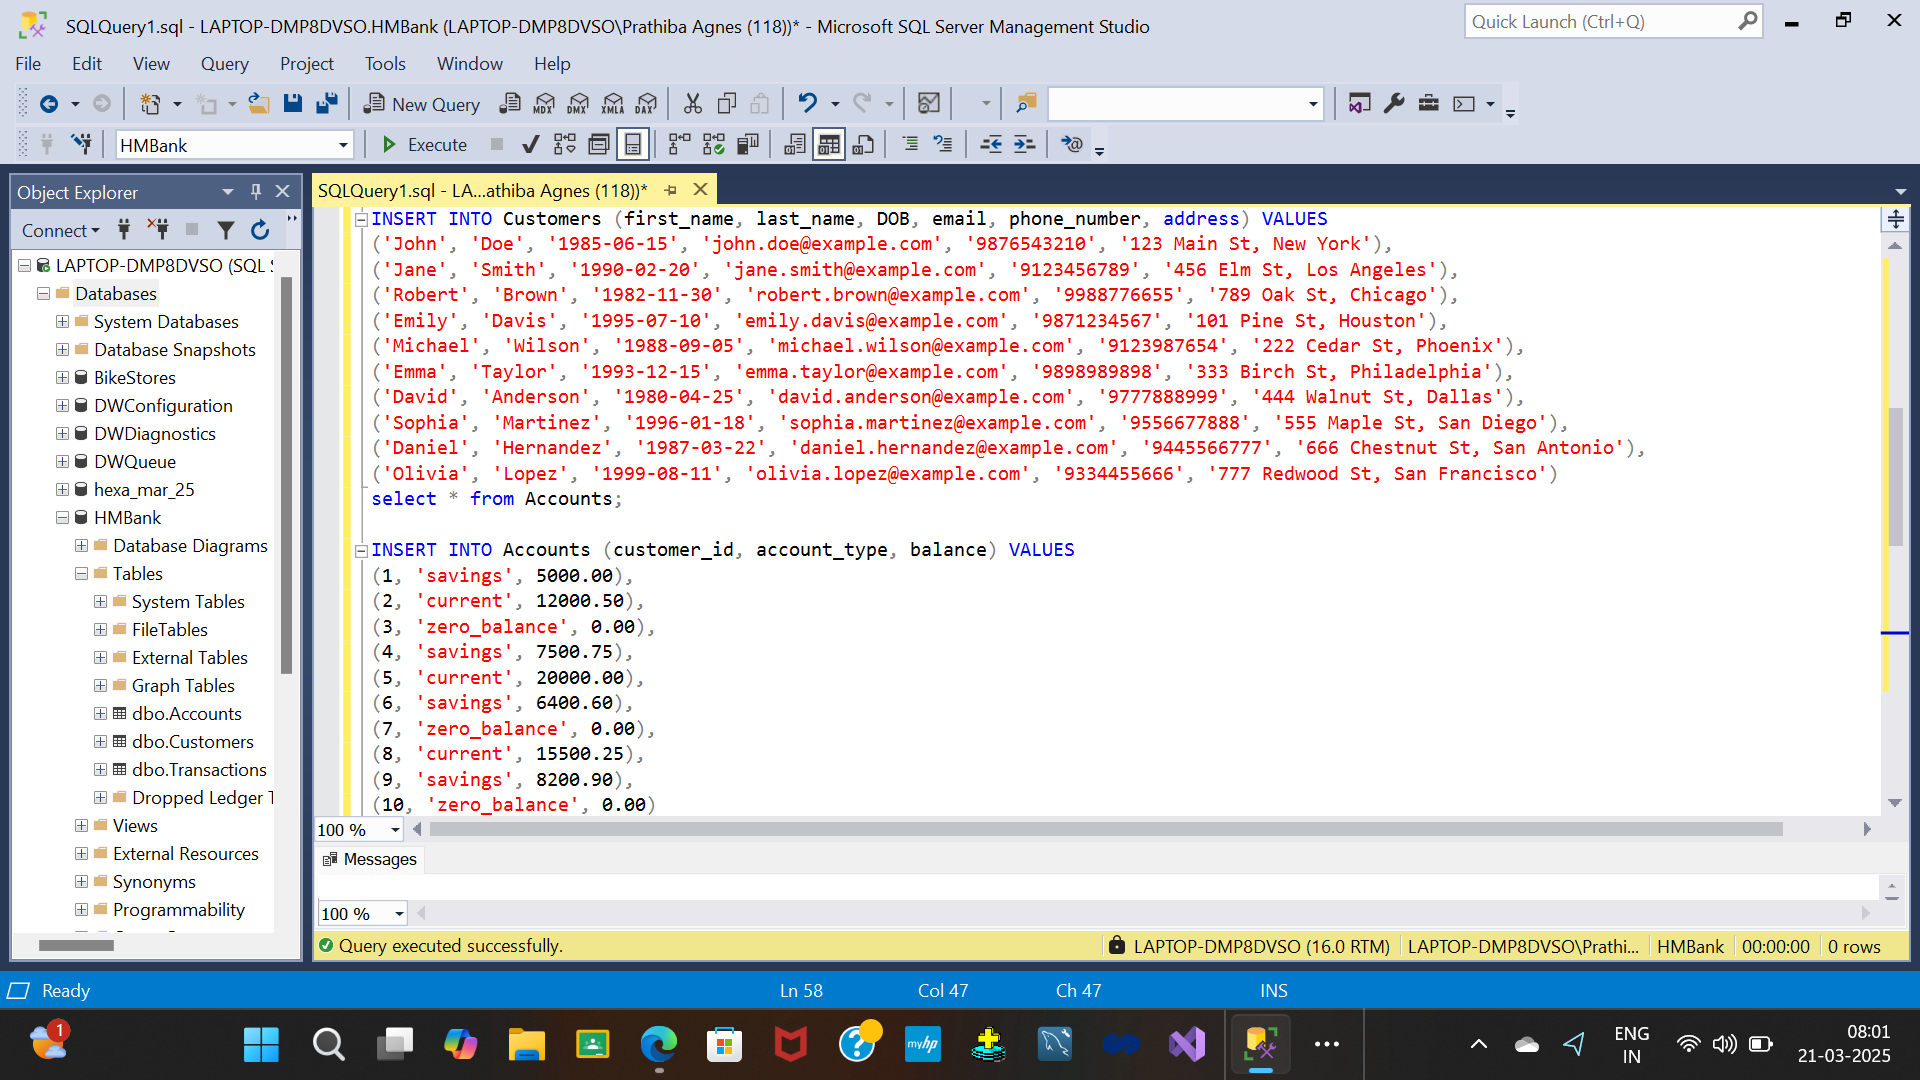 SQLQuery1.sql - LAPTOP-DMP8DVSO.HMBank (LAPTOP-DMP8DVSO\Prathiba Agnes (118))* - Microsoft SQL Server Management Studio
Quick Launch (Ctrl+Q)
File Edit View Query Project Tools Window Help
New Query MDX DMX XMLA DAX
HMBank Execute
Object Explorer
Connect
LAPTOP-DMP8DVSO (SQL S
Databases
System Databases
Database Snapshots
BikeStores
DWConfiguration
DWDiagnostics
DWQueue
hexa_mar_25
HMBank
Database Diagrams
Tables
System Tables
FileTables
External Tables
Graph Tables
dbo.Accounts
dbo.Customers
dbo.Transactions
Dropped Ledger T
Views
External Resources
Synonyms
Programmability
SQLQuery1.sql - LA...athiba Agnes (118))*
INSERT INTO Customers (first_name, last_name, DOB, email, phone_number, address) VALUES
('John', 'Doe', '1985-06-15', 'john.doe@example.com', '9876543210', '123 Main St, New York'),
('Jane', 'Smith', '1990-02-20', 'jane.smith@example.com', '9123456789', '456 Elm St, Los Angeles'),
('Robert', 'Brown', '1982-11-30', 'robert.brown@example.com', '9988776655', '789 Oak St, Chicago'),
('Emily', 'Davis', '1995-07-10', 'emily.davis@example.com', '9871234567', '101 Pine St, Houston'),
('Michael', 'Wilson', '1988-09-05', 'michael.wilson@example.com', '9123987654', '222 Cedar St, Phoenix'),
('Emma', 'Taylor', '1993-12-15', 'emma.taylor@example.com', '9898989898', '333 Birch St, Philadelphia'),
('David', 'Anderson', '1980-04-25', 'david.anderson@example.com', '9777888999', '444 Walnut St, Dallas'),
('Sophia', 'Martinez', '1996-01-18', 'sophia.martinez@example.com', '9556677888', '555 Maple St, San Diego'),
('Daniel', 'Hernandez', '1987-03-22', 'daniel.hernandez@example.com', '9445566777', '666 Chestnut St, San Antonio'),
('Olivia', 'Lopez', '1999-08-11', 'olivia.lopez@example.com', '9334455666', '777 Redwood St, San Francisco')
select * from Accounts;
INSERT INTO Accounts (customer_id, account_type, balance) VALUES
(1, 'savings', 5000.00),
(2, 'current', 12000.50),
(3, 'zero_balance', 0.00),
(4, 'savings', 7500.75),
(5, 'current', 20000.00),
(6, 'savings', 6400.60),
(7, 'zero_balance', 0.00),
(8, 'current', 15500.25),
(9, 'savings', 8200.90),
(10, 'zero_balance', 0.00)
100 %
Messages
100 %
Query executed successfully. LAPTOP-DMP8DVSO (16.0 RTM) LAPTOP-DMP8DVSO\Prathi... HMBank 00:00:00 0 rows
Ready Ln 58 Col 47 Ch 47 INS
1
myhp
ENG
IN
08:01
21-03-2025